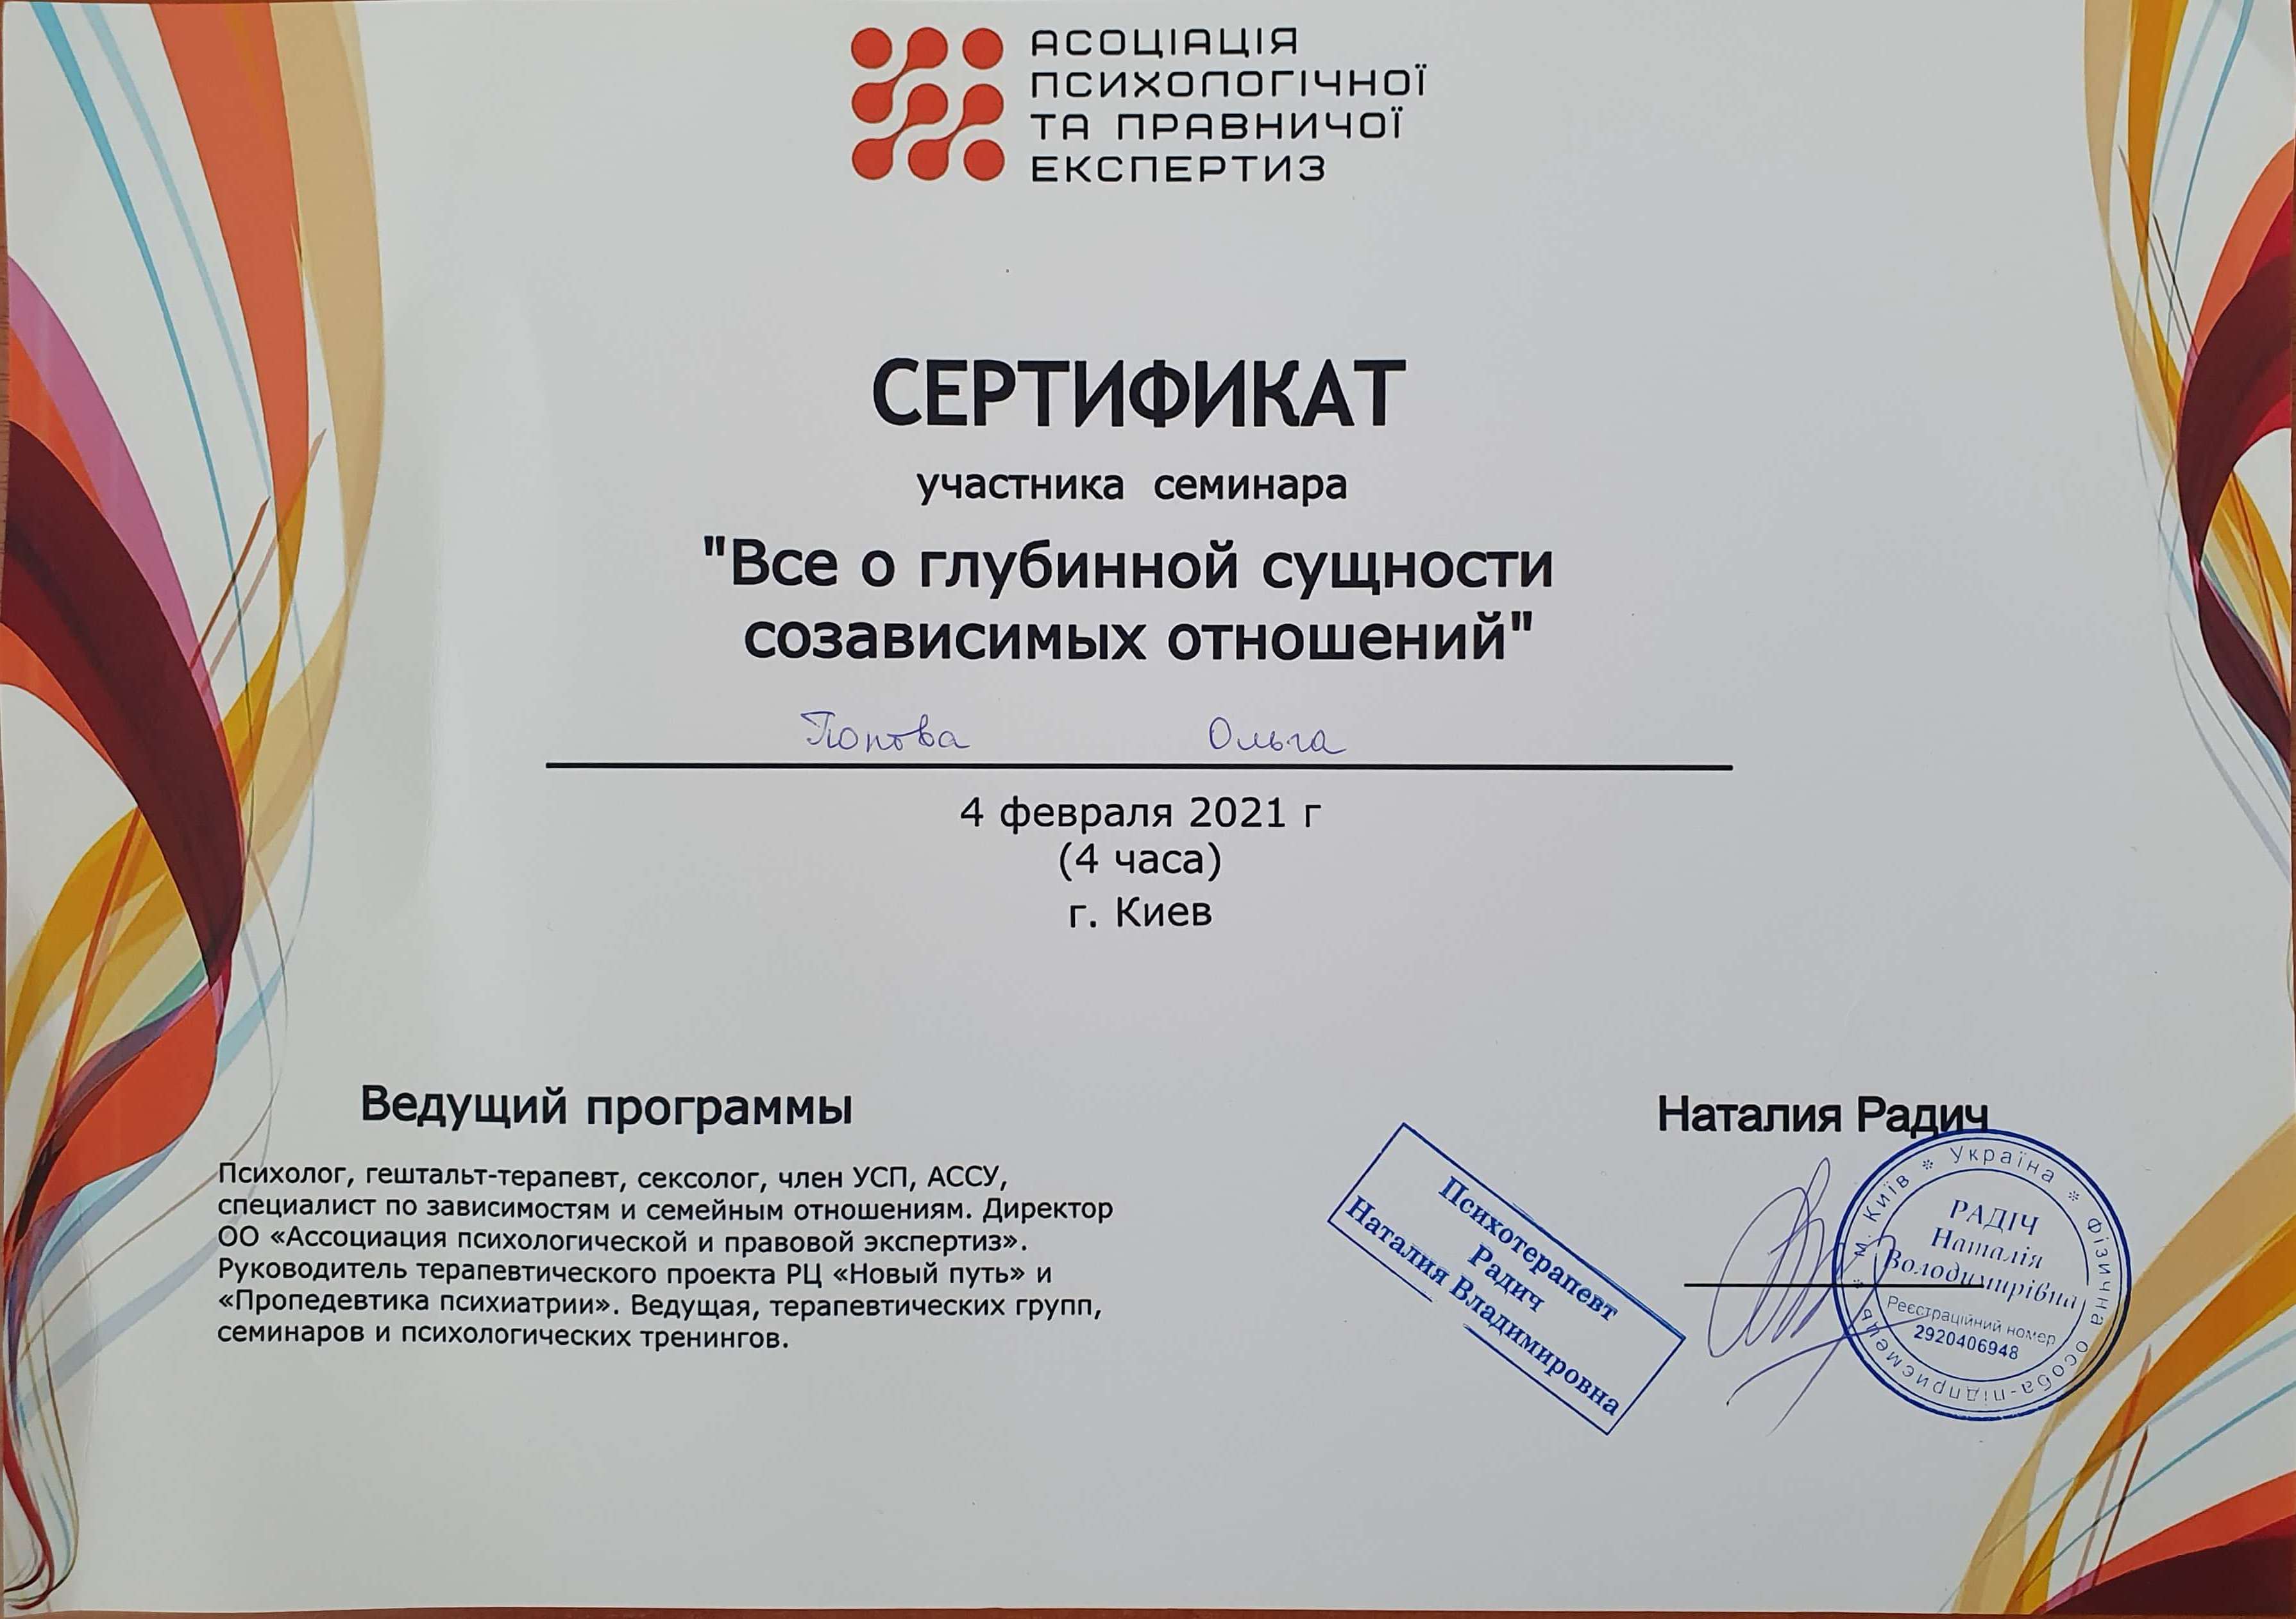 АСОЦІАЦІЯ
ПСИХОЛОГІЧНОЇ
ТА ПРАВНИЧОЇ
ЕКСПЕРТИЗ
СЕРТИФИКАТ
участника семинара
"Все о глубинной сущности
созависимых отношений"
Попова Ольга
4 февраля 2021 г
(4 часа)
г. Киев
Ведущий программы
Психолог, гештальт-терапевт, сексолог, член УСП, АССУ,
специалист по зависимостям и семейным отношениям. Директор
ОО «Ассоциация психологической и правовой экспертиз».
Руководитель терапевтического проекта РЦ «Новый путь» и
«Пропедевтика психиатрии». Ведущая, терапевтических групп,
семинаров и психологических тренингов.
Наталия Радич
Психотерапевт
Радич
Наталия Владимировна
м. Київ * Україна * Фізична особа-підприємець *
РАДІЧ
Наталія
Володимирівна
Реєстраційний номер
2920406948